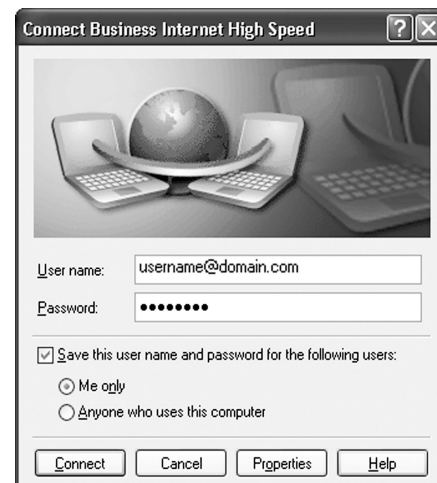 Connect Business Internet High Speed
User name: username@domain.com
Password: ••••••••
Save this user name and password for the following users:
Me only
Anyone who uses this computer
Connect Cancel Properties Help